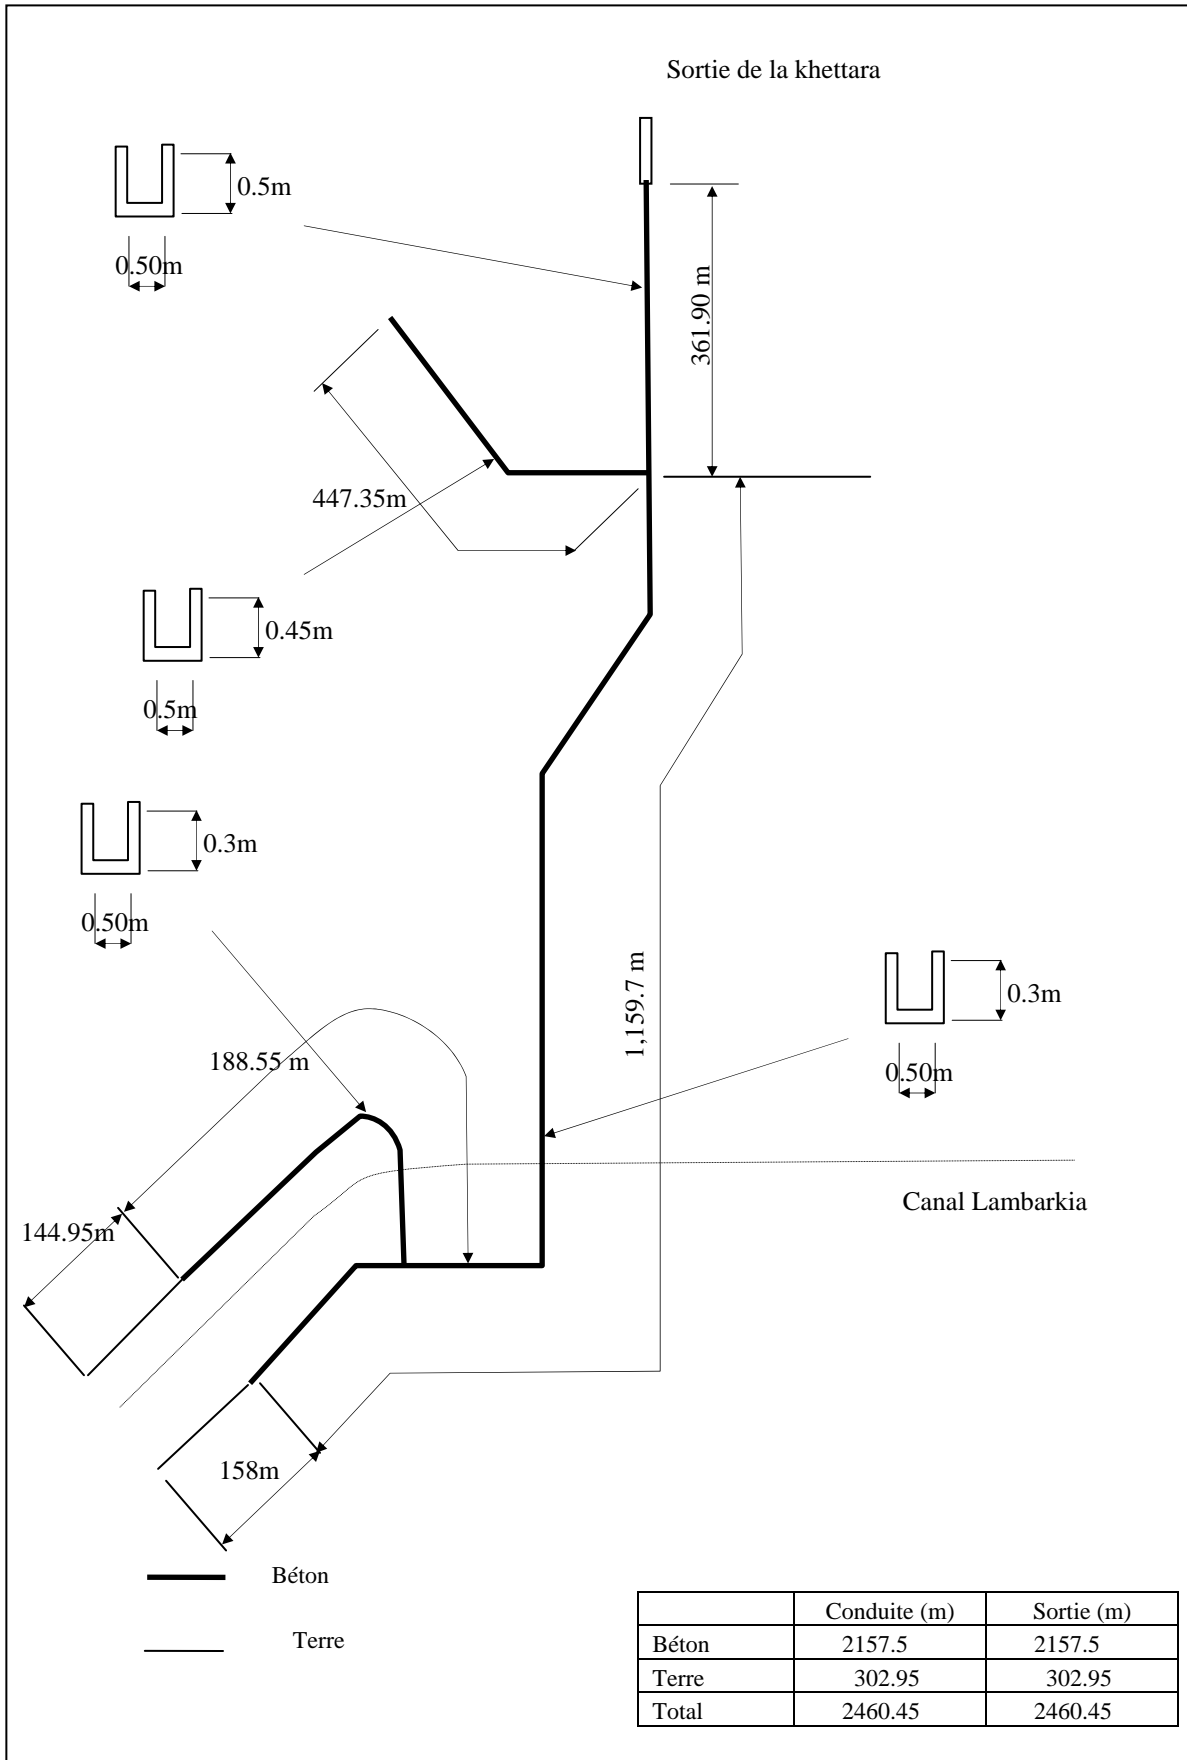 Sortie de la khettara
0.5m
0.50m
361.90 m
447.35m
0.45m
0.5m
0.3m
0.50m
1,159.7 m
0.3m
0.50m
188.55 m
Canal Lambarkia
144.95m
158m
Béton
Terre
Conduite (m) Sortie (m)
Béton 2157.5 2157.5
Terre 302.95 302.95
Total 2460.45 2460.45